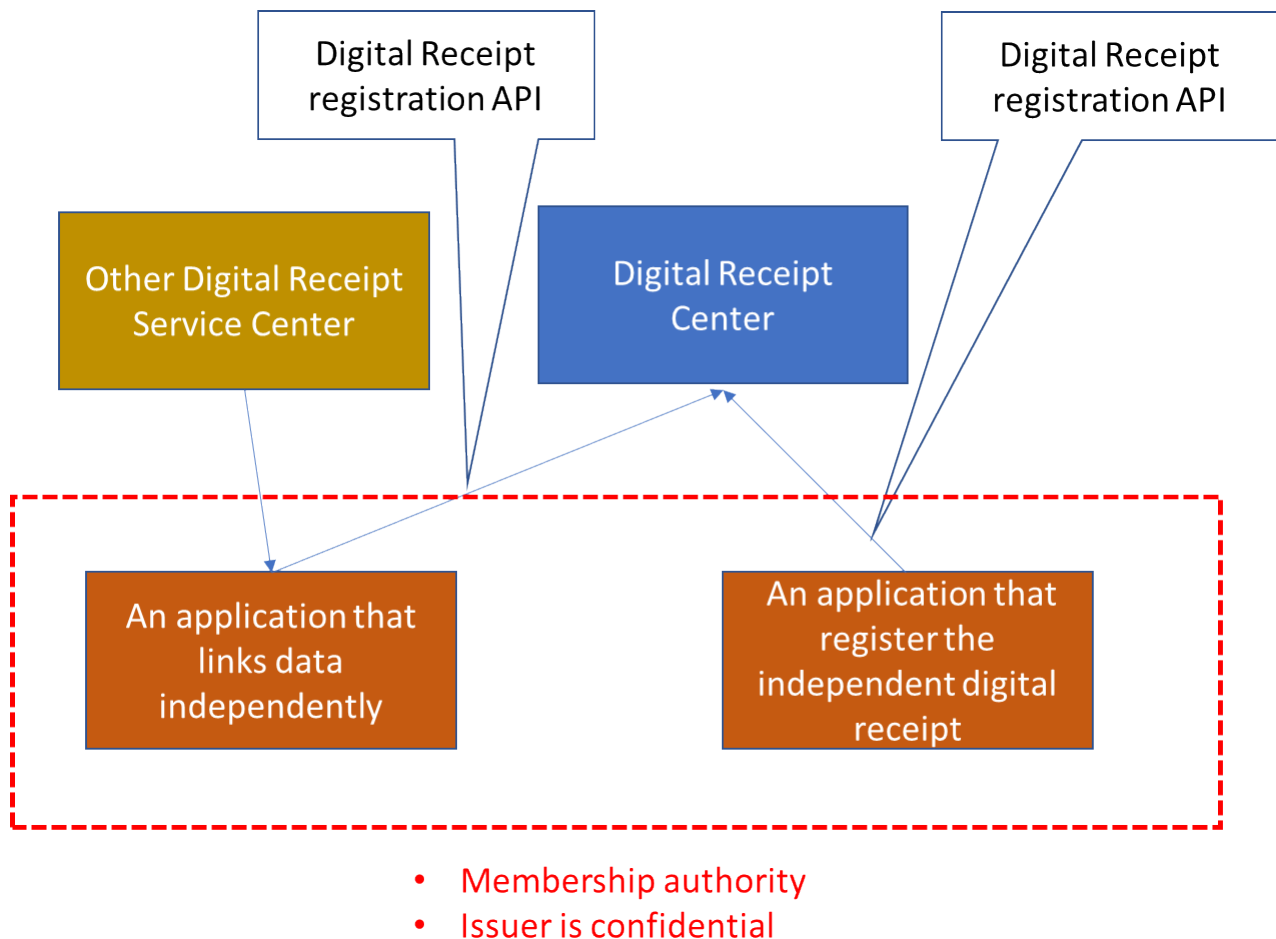 Digital Receipt
registration API
Digital Receipt
registration API
Other Digital Receipt
Service Center
Digital Receipt
Center
An application that
links data
independently
An application that
register the
independent digital
receipt
• Membership authority
• Issuer is confidential